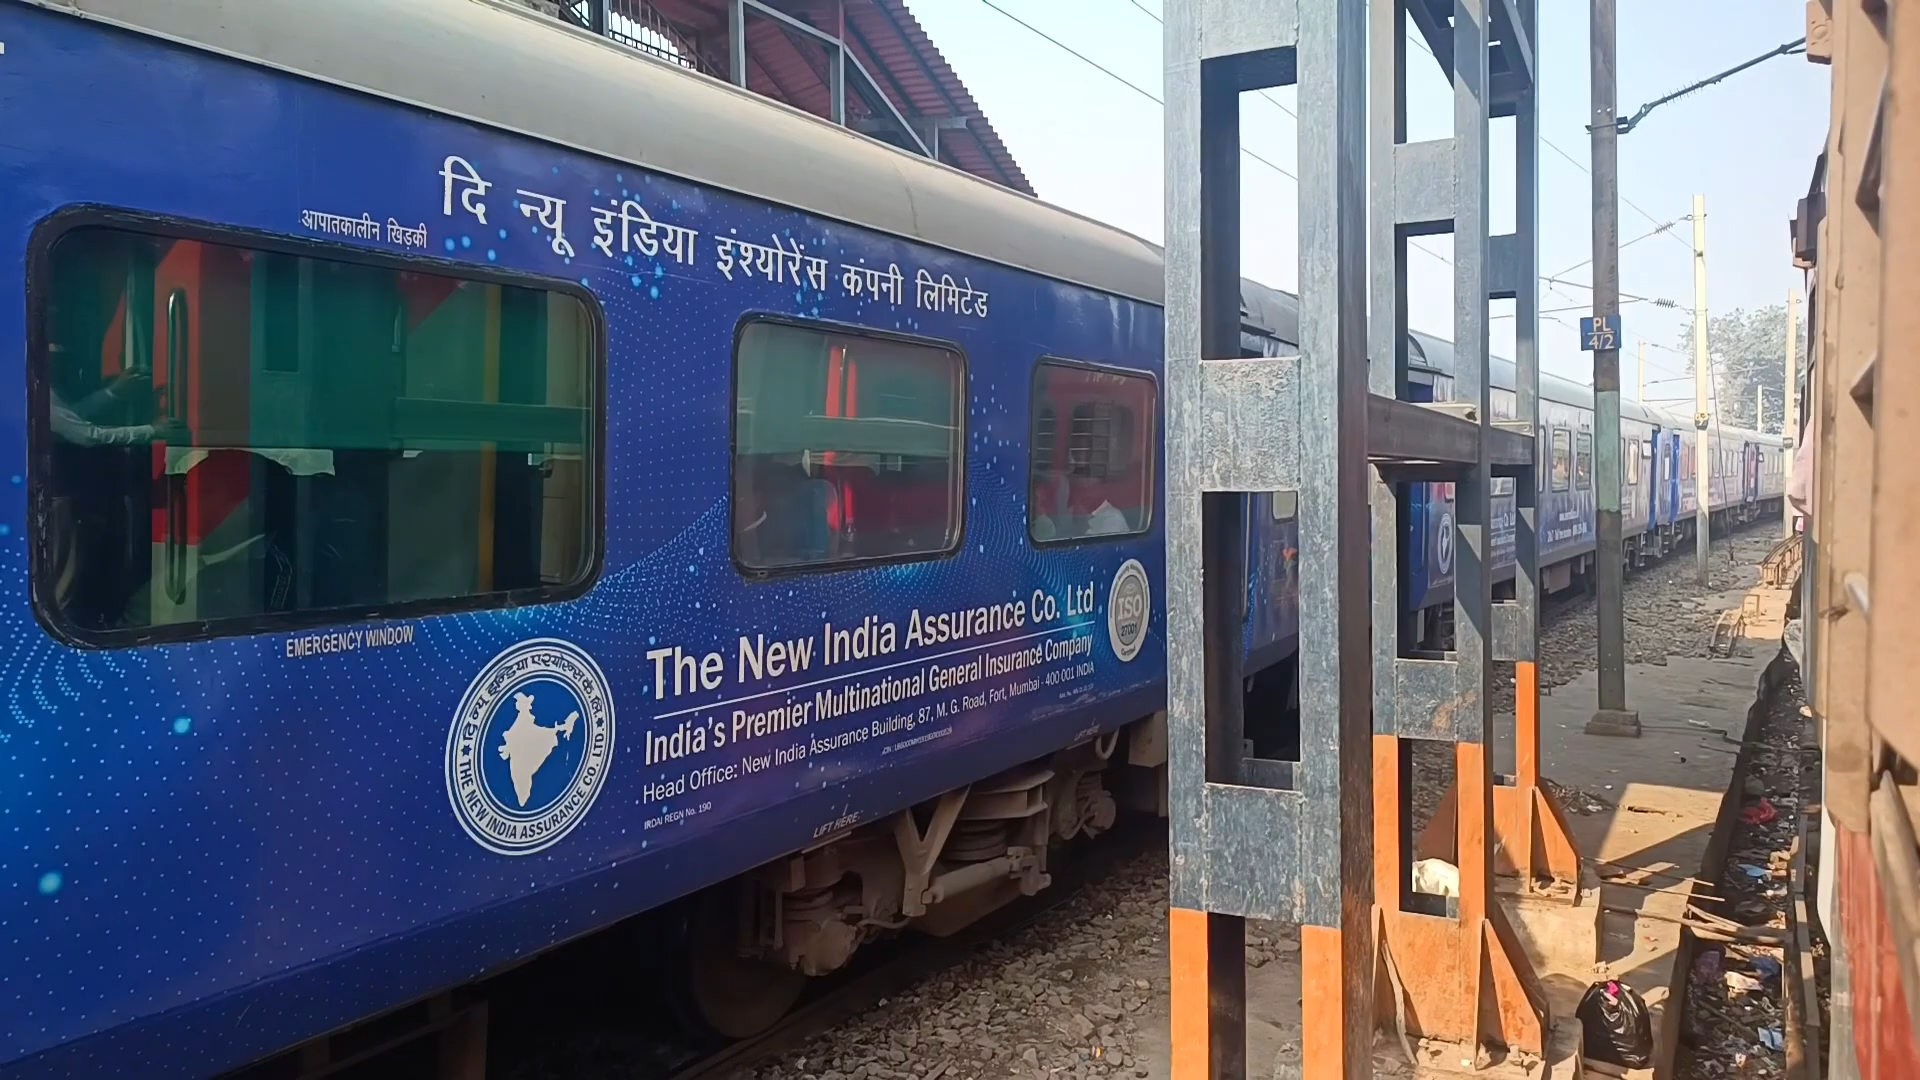 दि न्यू इंडिया इंश्योरेंस कंपनी लिमिटेड
आपातकालीन खिड़की
EMERGENCY WINDOW
The New India Assurance Co. Ltd
India's Premier Multinational General Insurance Company
Head Office: New India Assurance Building, 87, M. G. Road, Fort, Mumbai - 400 001 INDIA
IRDAI REGN No. 190
THE NEW INDIA ASSURANCE CO. LTD.
ISO
27001
LIFT HERE
LIFT HERE
PL
4/2